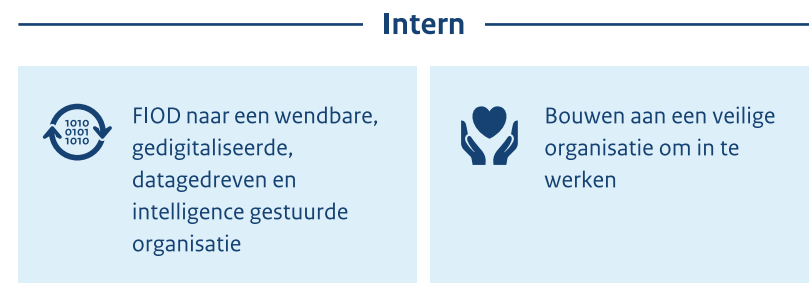 Intern
1010
0101
1010
FIOD naar een wendbare,
gedigitaliseerde,
datagedreven en
intelligence gestuurde
organisatie
Bouwen aan een veilige
organisatie om in te
werken